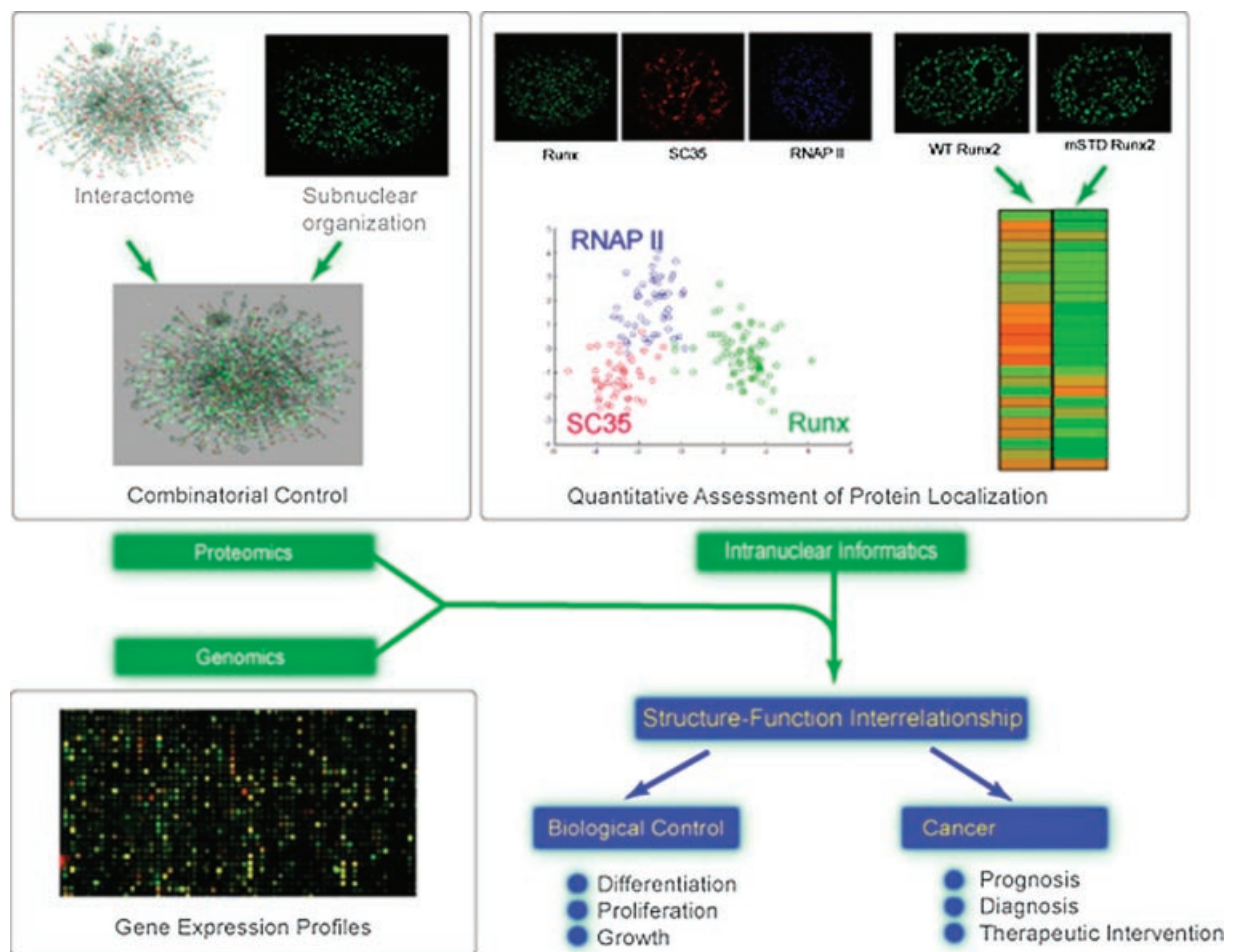 Interactome
Subnuclear
organization
Combinatorial Control
Runx
SC35
RNAP II
WT Runx2
mSTD Runx2
RNAP II
SC35
Runx
Quantitative Assessment of Protein Localization
Proteomics
Intranuclear Informatics
Genomics
Structure-Function Interrelationship
Gene Expression Profiles
Biological Control
Differentiation
Proliferation
Growth
Cancer
Prognosis
Diagnosis
Therapeutic Intervention